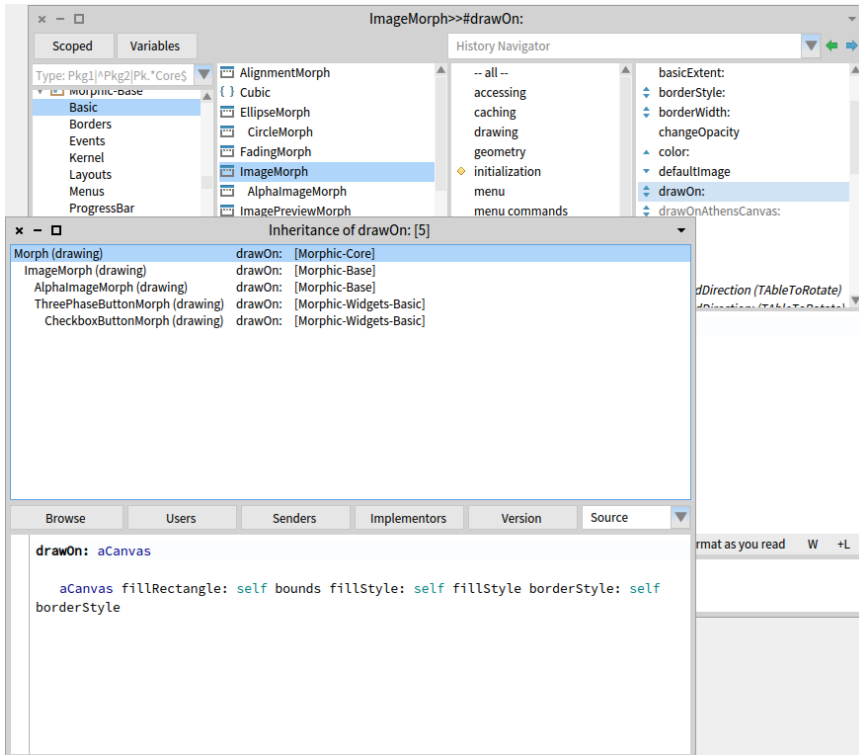 ImageMorph>>#drawOn:
Scoped Variables History Navigator
Type: Pkg1|^Pkg2|Pk.*Core$
Morphic-Base
Basic
Borders
Events
Kernel
Layouts
Menus
ProgressBar
AlignmentMorph
{ } Cubic
EllipseMorph
CircleMorph
FadingMorph
ImageMorph
AlphaImageMorph
ImagePreviewMorph
-- all --
accessing
caching
drawing
geometry
initialization
menu
menu commands
basicExtent:
borderStyle:
borderWidth:
changeOpacity
color:
defaultImage
drawOn:
drawOnAthensCanvas:
dDirection (TAbleToRotate)
rmat as you read W +L
Inheritance of drawOn: [5]
Morph (drawing) drawOn: [Morphic-Core]
ImageMorph (drawing) drawOn: [Morphic-Base]
AlphaImageMorph (drawing) drawOn: [Morphic-Base]
ThreePhaseButtonMorph (drawing) drawOn: [Morphic-Widgets-Basic]
CheckboxButtonMorph (drawing) drawOn: [Morphic-Widgets-Basic]
Browse Users Senders Implementors Version Source
drawOn: aCanvas
aCanvas fillRectangle: self bounds fillStyle: self fillStyle borderStyle: self
borderStyle